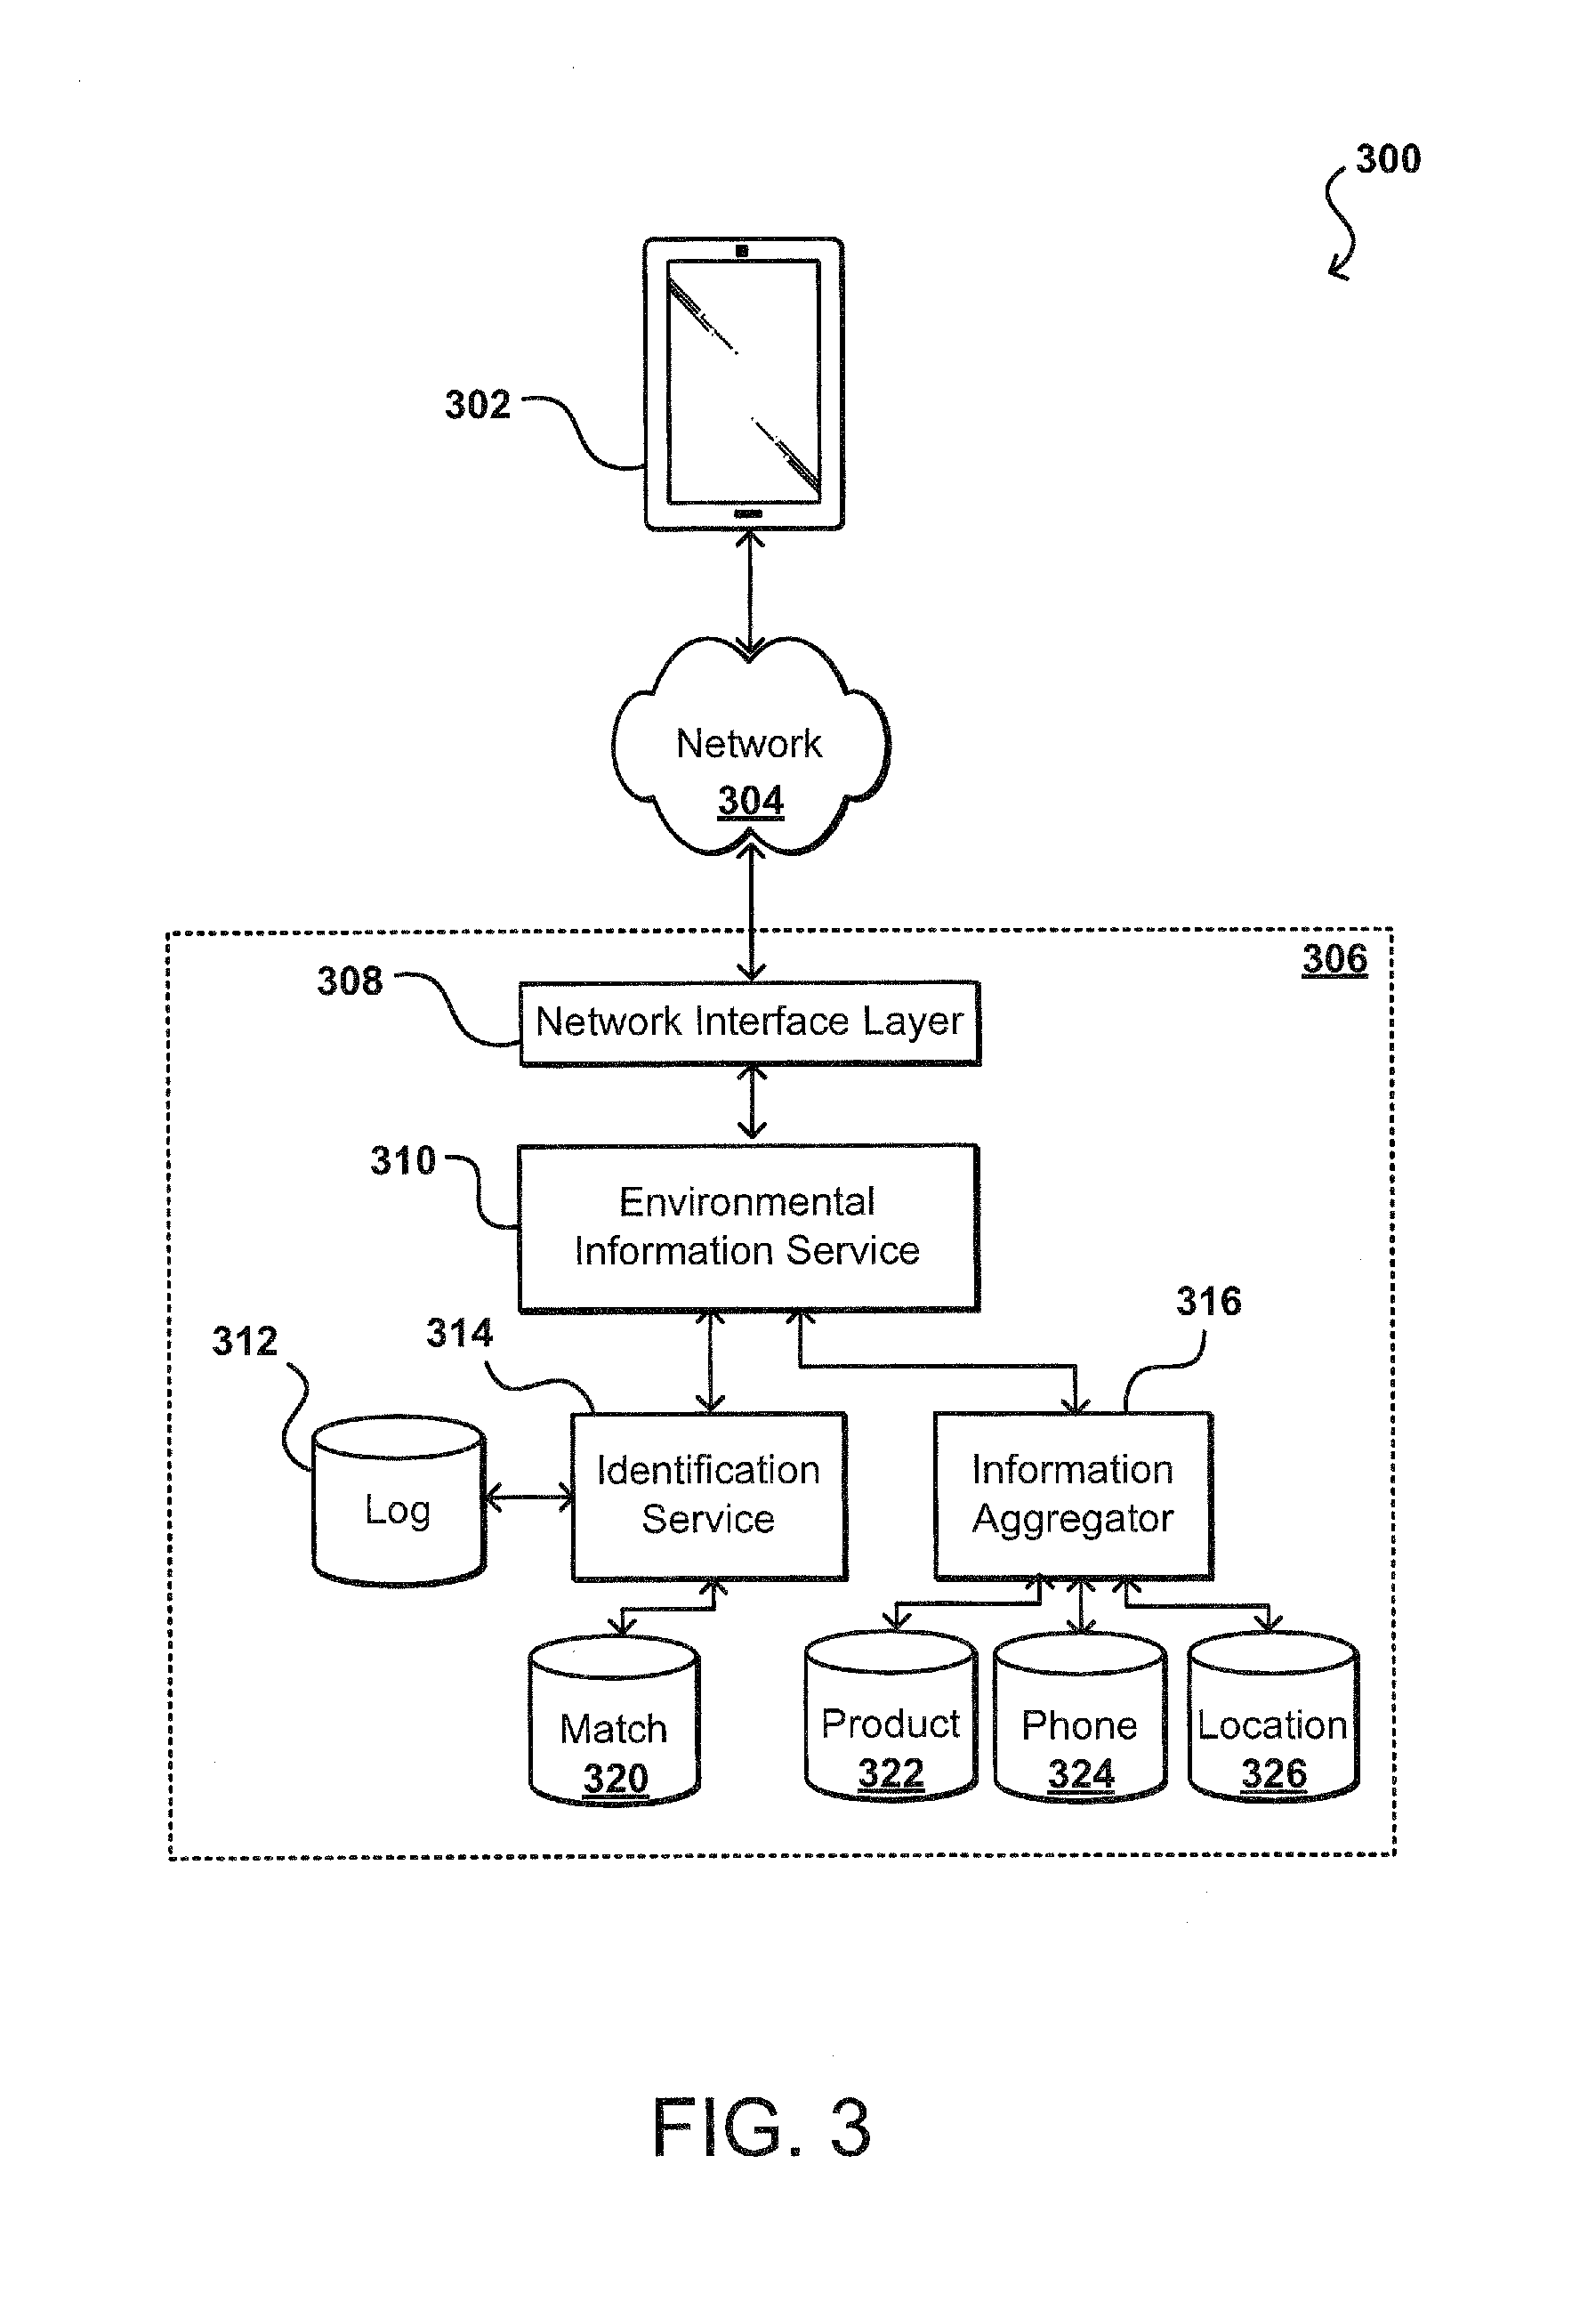 300
302
Network
304
306
308
Network Interface Layer
310
Environmental
Information Service
316
314
312
Log
Identification
Service
Information
Aggregator
Match
320
Product
322
Phone
324
Location
326
FIG. 3